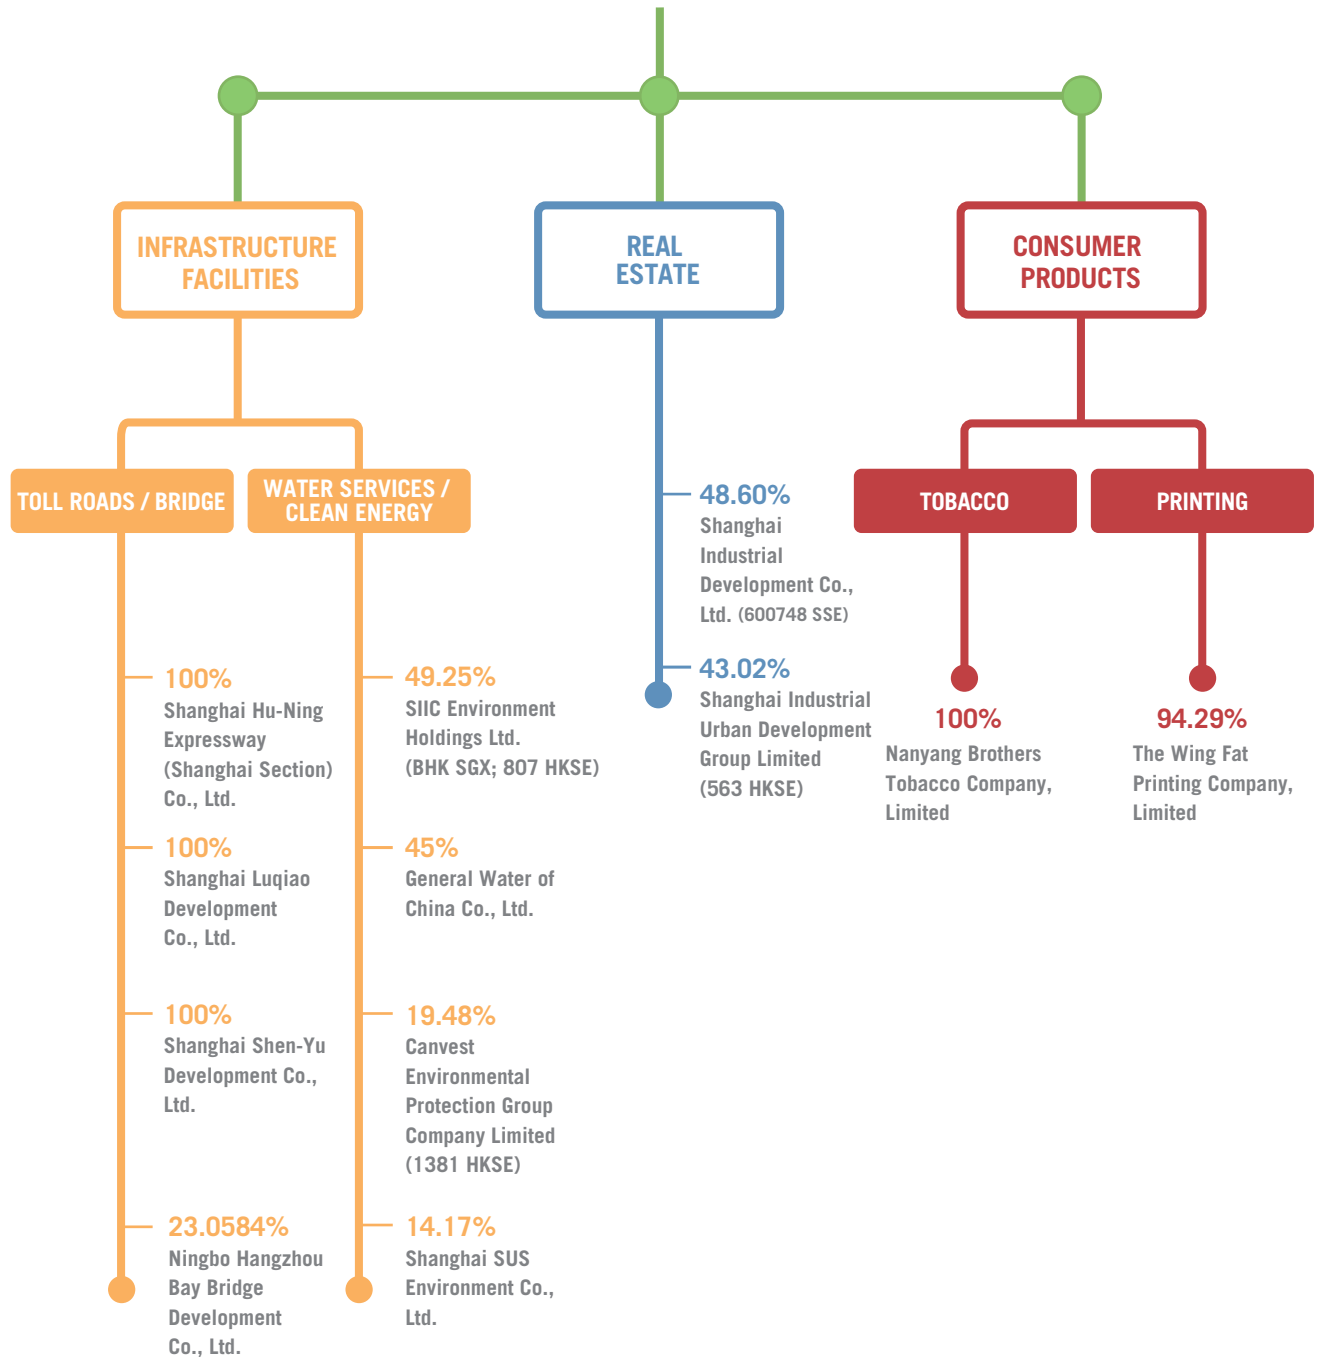 INFRASTRUCTURE
FACILITIES
REAL
ESTATE
CONSUMER
PRODUCTS
TOLL ROADS / BRIDGE
100%
Shanghai Hu-Ning
Expressway
(Shanghai Section)
Co., Ltd.
100%
Shanghai Luqiao
Development
Co., Ltd.
100%
Shanghai Shen-Yu
Development Co.,
Ltd.
23.0584%
Ningbo Hangzhou
Bay Bridge
Development
Co., Ltd.
WATER SERVICES /
CLEAN ENERGY
49.25%
SIIC Environment
Holdings Ltd.
(BHK SGX; 807 HKSE)
45%
General Water of
China Co., Ltd.
19.48%
Canvest
Environmental
Protection Group
Company Limited
(1381 HKSE)
14.17%
Shanghai SUS
Environment Co.,
Ltd.
48.60%
Shanghai
Industrial
Development Co.,
Ltd. (600748 SSE)
43.02%
Shanghai Industrial
Urban Development
Group Limited
(563 HKSE)
TOBACCO
100%
Nanyang Brothers
Tobacco Company,
Limited
PRINTING
94.29%
The Wing Fat
Printing Company,
Limited